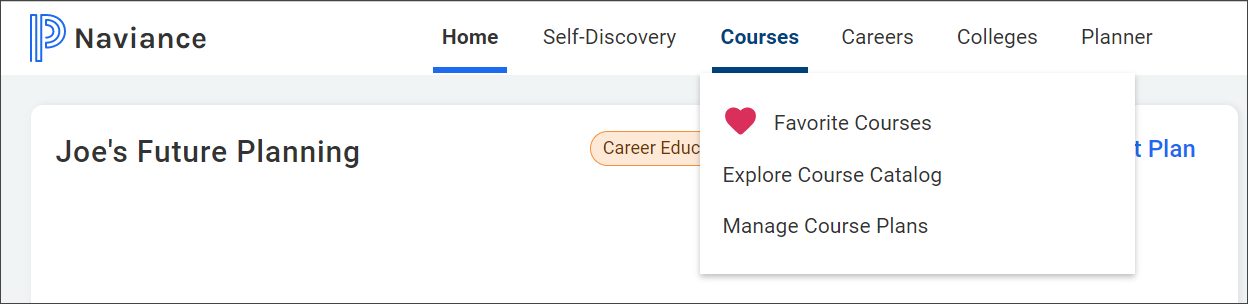 Naviance
Home Self-Discovery Courses Careers Colleges Planner
Favorite Courses
Explore Course Catalog
Manage Course Plans
Joe's Future Planning
Career Educ
t Plan